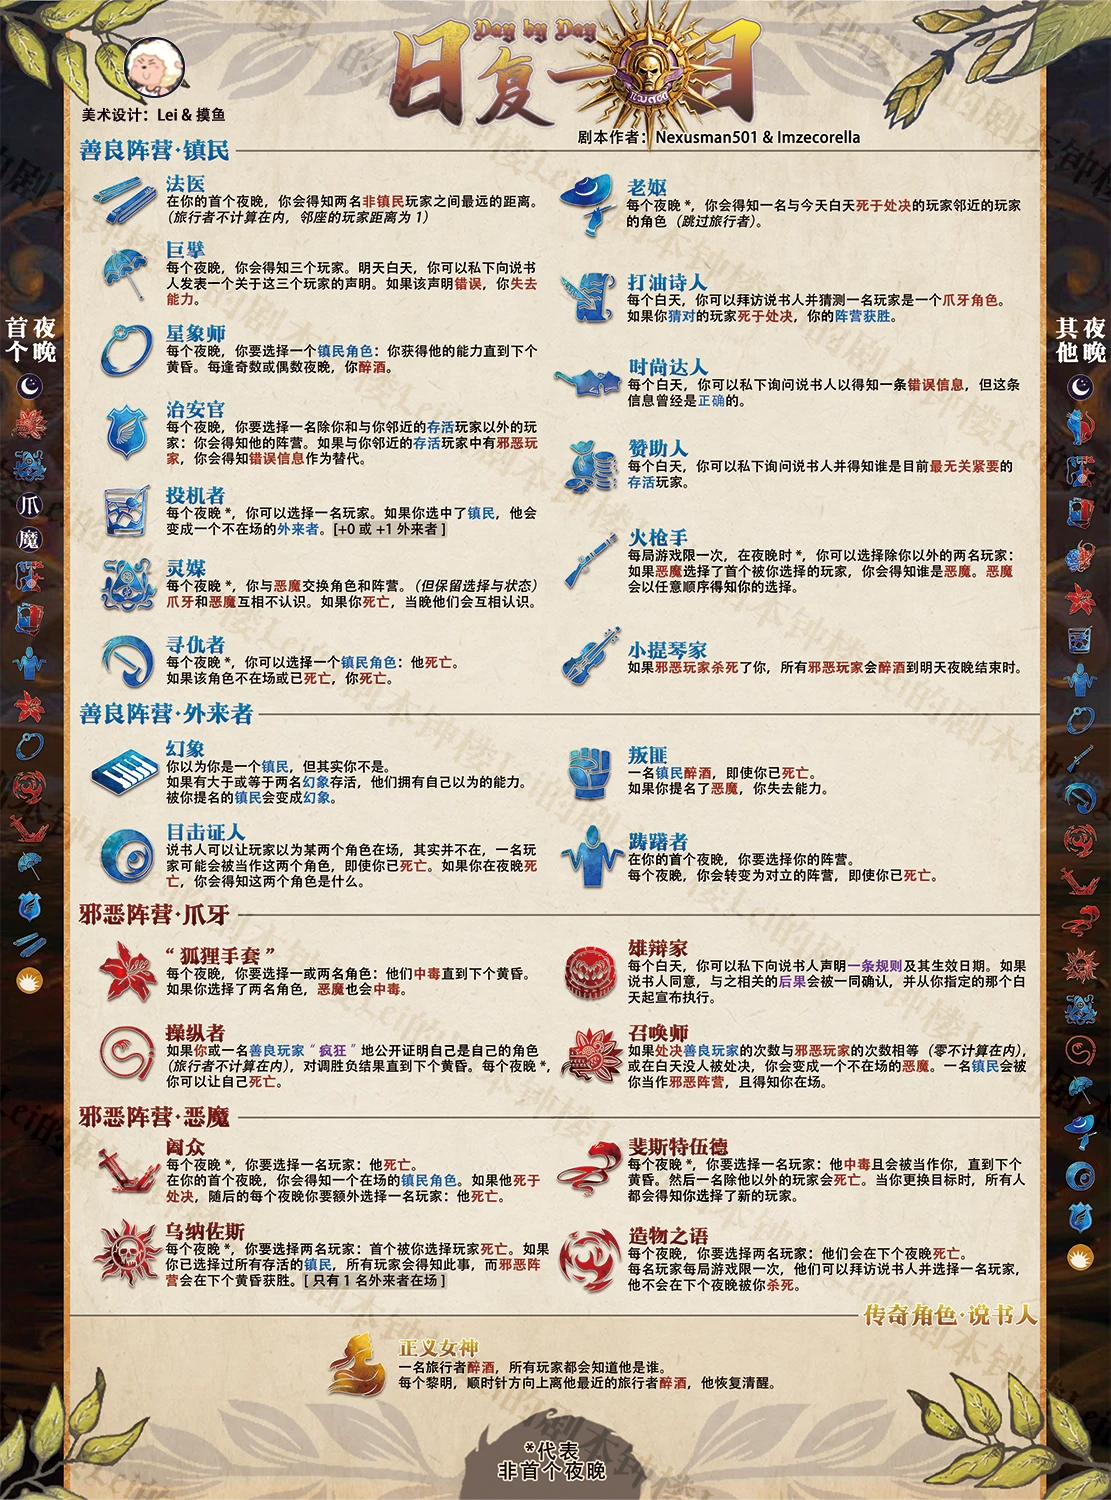 Day by Day
日复一日
美术设计：Lei & 摸鱼
剧本作者：Nexusman501 & Imzecorella
善良阵营·镇民
法医
在你的首个夜晚，你会得知两名非镇民玩家之间最远的距离。
（旅行者不计算在内，邻座的玩家距离为 1）
巨擘
每个夜晚，你会得知三个玩家。明天白天，你可以私下向说书
人发表一个关于这三个玩家的声明。如果该声明错误，你失去
能力。
星象师
每个夜晚，你要选择一个镇民角色：你获得他的能力直到下个
黄昏。每逢奇数或偶数夜晚，你醉酒。
治安官
每个夜晚，你要选择一名除你和与你邻近的存活玩家以外的玩
家：你会得知他的阵营。如果与你邻近的存活玩家中有邪恶玩
家，你会得知错误信息作为替代。
投机者
每个夜晚 *，你可以选择一名玩家。如果你选中了镇民，他会
变成一个不在场的外来者。[+0 或 +1 外来者 ]
灵媒
每个夜晚 *，你与恶魔交换角色和阵营。（但保留选择与状态）
爪牙和恶魔互相不认识。如果你死亡，当晚他们会互相认识。
寻仇者
每个夜晚 *，你可以选择一个镇民角色：他死亡。
如果该角色不在场或已死亡，你死亡。
老妪
每个夜晚 *，你会得知一名与今天白天死于处决的玩家邻近的玩家
的角色（跳过旅行者）。
打油诗人
每个白天，你可以拜访说书人并猜测一名玩家是一个爪牙角色。
如果你猜对的玩家死于处决，你的阵营获胜。
时尚达人
每个白天，你可以私下询问说书人以得知一条错误信息，但这条
信息曾经是正确的。
赞助人
每个白天，你可以私下询问说书人并得知谁是目前最无关紧要的
存活玩家。
火枪手
每局游戏限一次，在夜晚时 *，你可以选择除你以外的两名玩家：
如果恶魔选择了首个被你选择的玩家，你会得知谁是恶魔。恶魔
会以任意顺序得知你的选择。
小提琴家
如果邪恶玩家杀死了你，所有邪恶玩家会醉酒到明天夜晚结束时。
善良阵营·外来者
幻象
你以为你是一个镇民，但其实你不是。
如果有大于或等于两名幻象存活，他们拥有自己以为的能力。
被你提名的镇民会变成幻象。
目击证人
说书人可以让玩家以为某两个角色在场，其实并不在，一名玩
家可能会被当作这两个角色，即使你已死亡。如果你在夜晚死
亡，你会得知这两个角色是什么。
叛匪
一名镇民醉酒，即使你已死亡。
如果你提名了恶魔，你失去能力。
踌躇者
在你的首个夜晚，你要选择你的阵营。
每个夜晚，你会转变为对立的阵营，即使你已死亡。
邪恶阵营·爪牙
“ 狐狸手套 ”
每个夜晚，你要选择一或两名角色：他们中毒直到下个黄昏。
如果你选择了两名角色，恶魔也会中毒。
操纵者
如果你或一名善良玩家“ 疯狂 ”地公开证明自己是自己的角色
（旅行者不计算在内），对调胜负结果直到下个黄昏。每个夜晚 *，
你可以让自己死亡。
雄辩家
每个白天，你可以私下向说书人声明一条规则及其生效日期。如果
说书人同意，与之相关的后果会被一同确认，并从你指定的那个白
天起宣布执行。
召唤师
如果处决善良玩家的次数与邪恶玩家的次数相等（零不计算在内），
或在白天没人被处决，你会变成一个不在场的恶魔。一名镇民会被
你当作邪恶阵营，且得知你在场。
邪恶阵营·恶魔
阖众
每个夜晚 *，你要选择一名玩家：他死亡。
在你的首个夜晚，你会得知一个在场的镇民角色。如果他死于
处决，随后的每个夜晚你要额外选择一名玩家：他死亡。
乌纳佐斯
每个夜晚 *，你要选择两名玩家：首个被你选择玩家死亡。如果
你已选择过所有存活的镇民，所有玩家会得知此事，而邪恶阵
营会在下个黄昏获胜。[ 只有 1 名外来者在场 ]
斐斯特伍德
每个夜晚 *，你要选择一名玩家：他中毒且会被当作你，直到下个
黄昏。然后一名除他以外的玩家会死亡。当你更换目标时，所有人
都会得知你选择了新的玩家。
造物之语
每个夜晚，你要选择两名玩家：他们会在下个夜晚死亡。
每名玩家每局游戏限一次，他们可以拜访说书人并选择一名玩家，
他不会在下个夜晚被你杀死。
传奇角色·说书人
正义女神
一名旅行者醉酒，所有玩家都会知道他是谁。
每个黎明，顺时针方向上离他最近的旅行者醉酒，他恢复清醒。
*代表
非首个夜晚
首个夜晚
爪
魔
其他夜晚